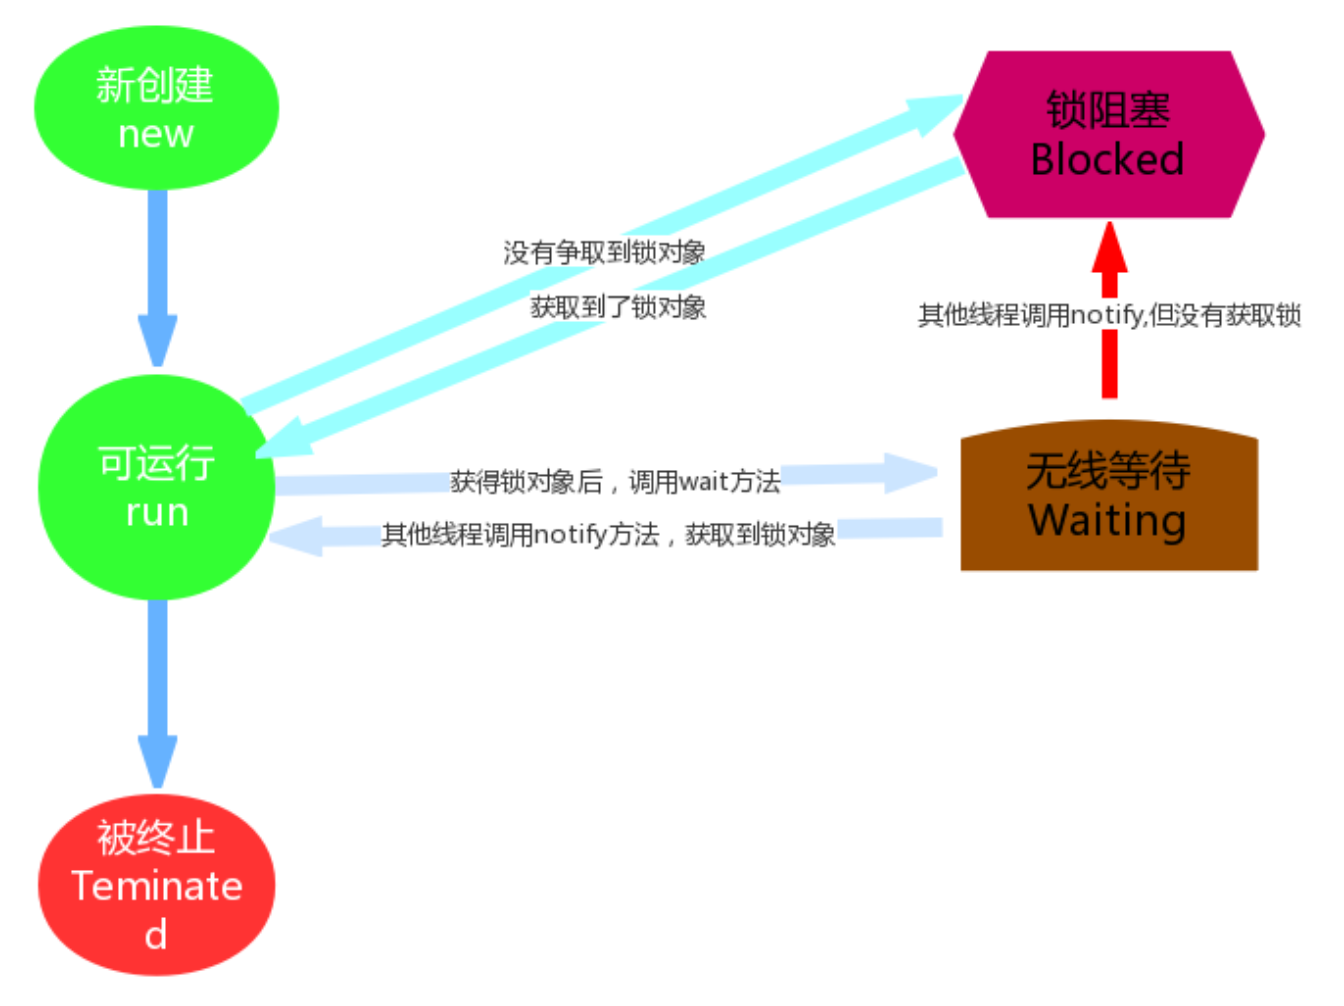 新创建
new
锁阻塞
Blocked
没有争取到锁对象
获取到了锁对象
其他线程调用notify,但没有获取锁
可运行
run
获得锁对象后，调用wait方法
其他线程调用notify方法，获取到锁对象
无线等待
Waiting
被终止
Teminate
d